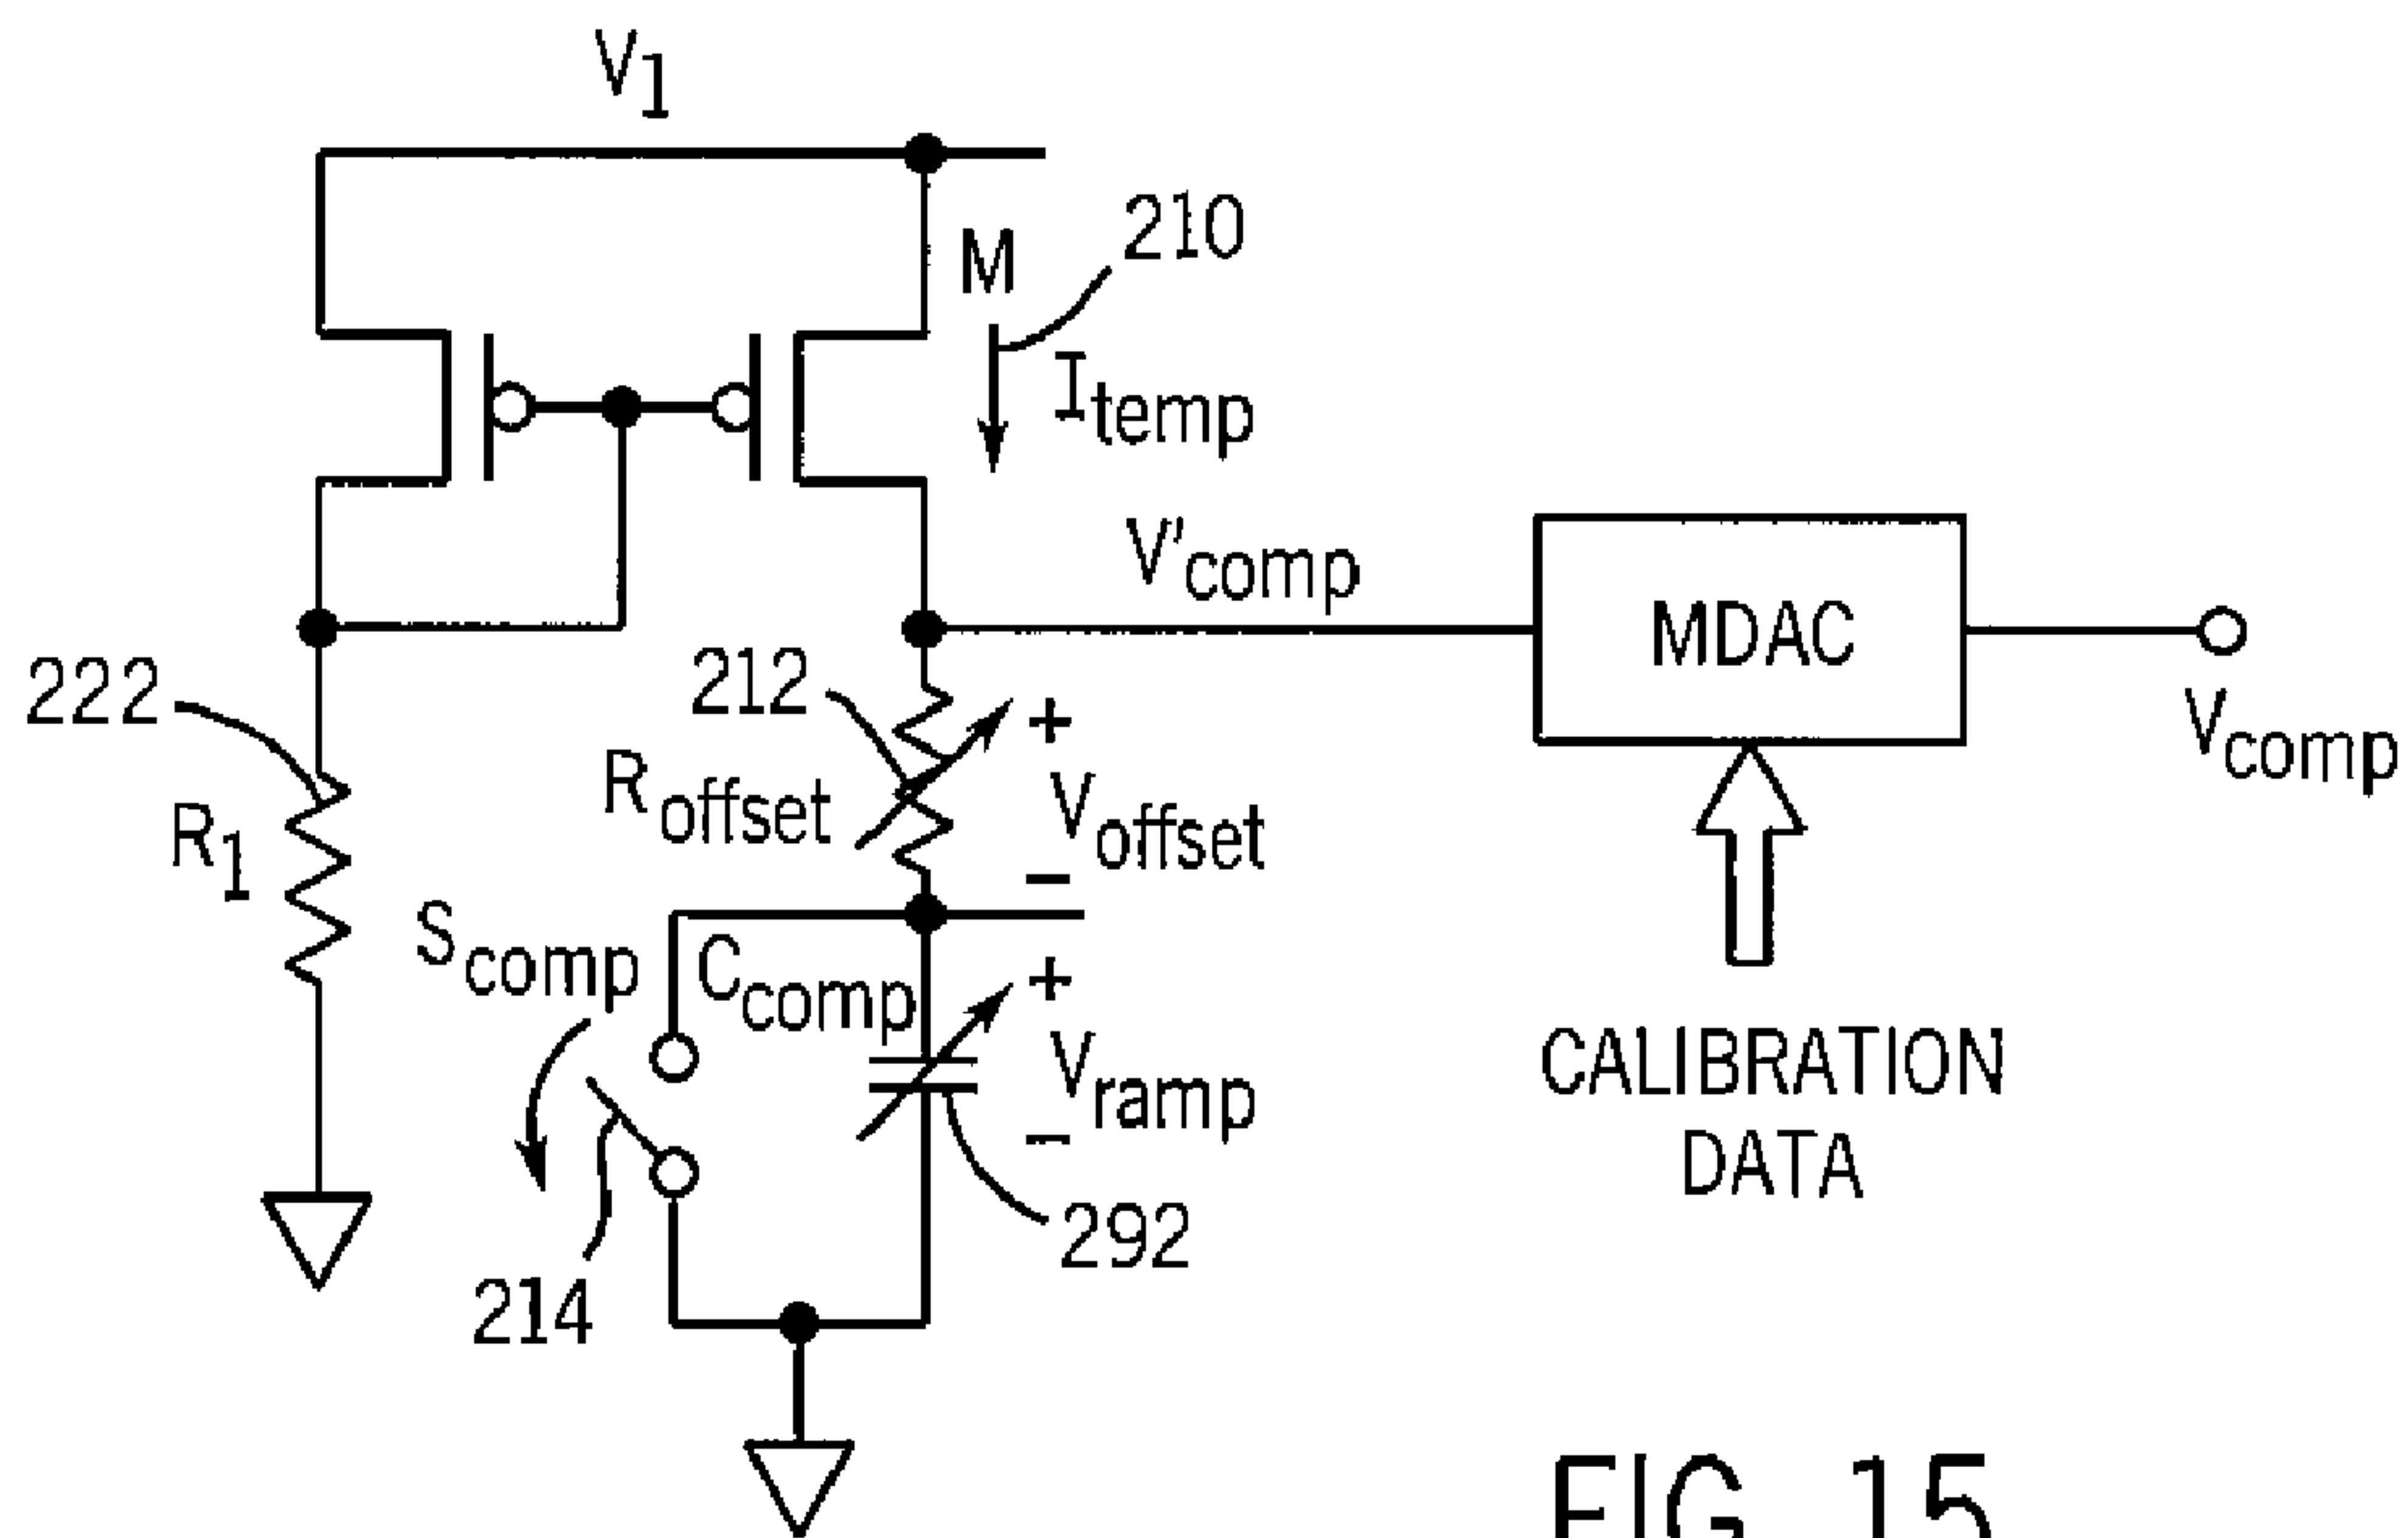 V1
M
210
Itemp
V'comp
MDAC
Vcomp
222
R1
212
Roffset
+
Voffset
−
Scomp
Ccomp
+
Vramp
−
292
214
CALIBRATION
DATA
FIG. 15